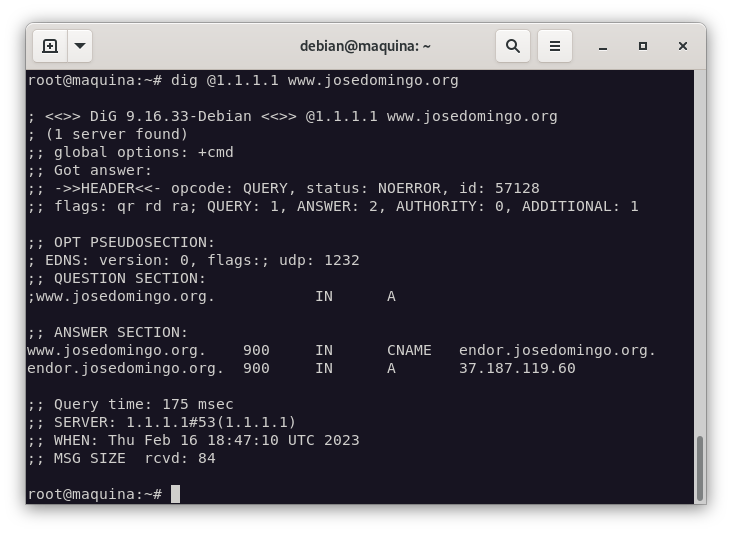 debian@maquina: ~
root@maquina:~# dig @1.1.1.1 www.josedomingo.org

; <<>> DiG 9.16.33-Debian <<>> @1.1.1.1 www.josedomingo.org
; (1 server found)
;; global options: +cmd
;; Got answer:
;; ->>HEADER<<- opcode: QUERY, status: NOERROR, id: 57128
;; flags: qr rd ra; QUERY: 1, ANSWER: 2, AUTHORITY: 0, ADDITIONAL: 1

;; OPT PSEUDOSECTION:
; EDNS: version: 0, flags:; udp: 1232
;; QUESTION SECTION:
;www.josedomingo.org.           IN      A

;; ANSWER SECTION:
www.josedomingo.org.    900     IN      CNAME   endor.josedomingo.org.
endor.josedomingo.org.  900     IN      A       37.187.119.60

;; Query time: 175 msec
;; SERVER: 1.1.1.1#53(1.1.1.1)
;; WHEN: Thu Feb 16 18:47:10 UTC 2023
;; MSG SIZE  rcvd: 84

root@maquina:~#